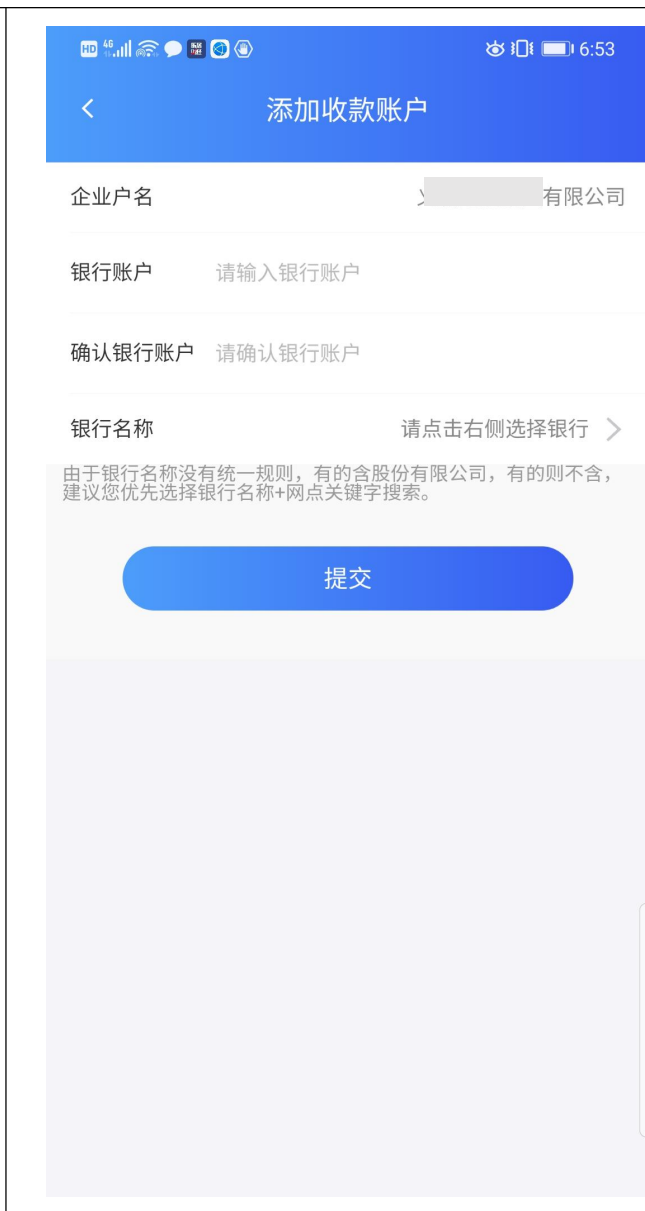 HD 4G 6:53
添加收款账户
企业户名 有限公司
银行账户 请输入银行账户
确认银行账户 请确认银行账户
银行名称 请点击右侧选择银行
由于银行名称没有统一规则，有的含股份有限公司，有的则不含，
建议您优先选择银行名称+网点关键字搜索。
提交